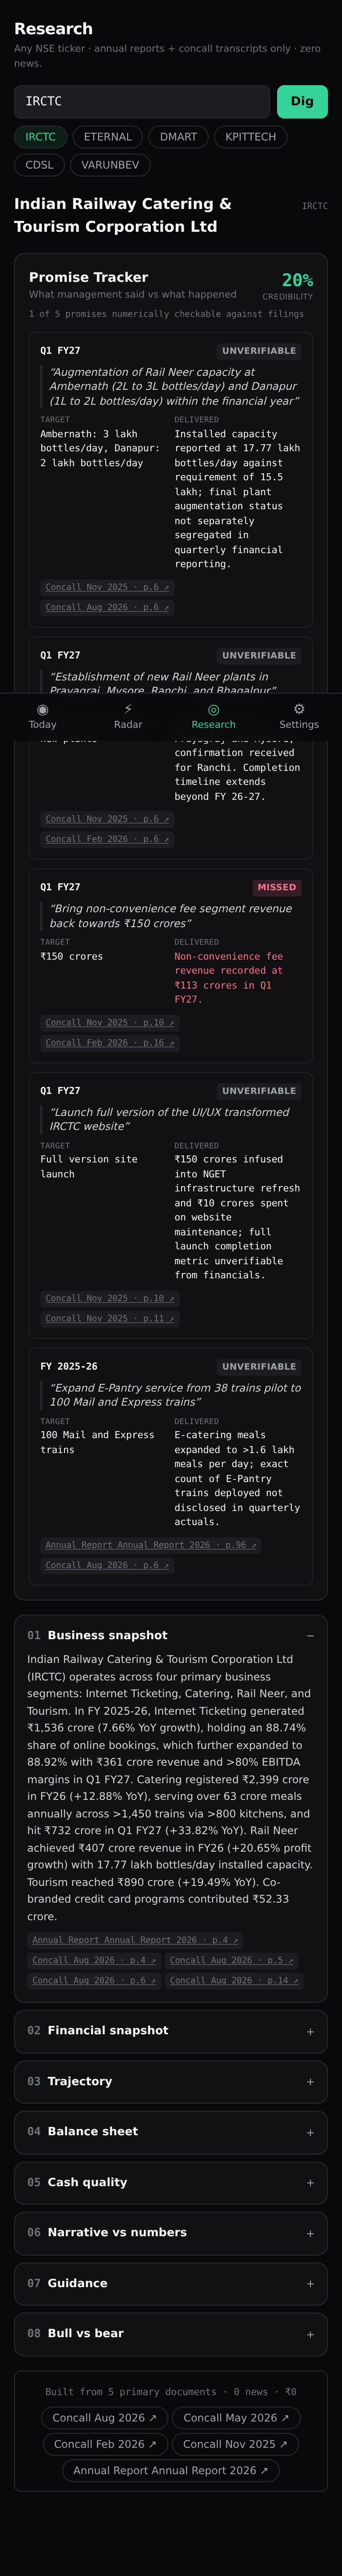 Research
Any NSE ticker · annual reports + concall transcripts only · zero
news.
IRCTC
Dig
IRCTC ETERNAL DMART KPITTECH
CDSL VARUNBEV
Indian Railway Catering &
Tourism Corporation Ltd
IRCTC
Promise Tracker
What management said vs what happened
20%
CREDIBILITY
1 of 5 promises numerically checkable against filings
Q1 FY27
UNVERIFIABLE
“Augmentation of Rail Neer capacity at
Ambernath (2L to 3L bottles/day) and Danapur
(1L to 2L bottles/day) within the financial year”
TARGET
Ambernath: 3 lakh
bottles/day, Danapur:
2 lakh bottles/day
DELIVERED
Installed capacity
reported at 17.77 lakh
bottles/day against
requirement of 15.5
lakh; final plant
augmentation status
not separately
segregated in
quarterly financial
reporting.
Concall Nov 2025 · p.6 ↗
Concall Aug 2026 · p.6 ↗
Q1 FY27
UNVERIFIABLE
“Establishment of new Rail Neer plants in
Prayagraj, Mysore, Ranchi, and Bhagalpur”
◉ ⚡ ◎ ⚙
Today Radar Research Settings
new plants
Prayagraj and Mysore;
confirmation received
for Ranchi. Completion
timeline extends
beyond FY 26-27.
Concall Nov 2025 · p.6 ↗
Concall Feb 2026 · p.6 ↗
Q1 FY27
MISSED
“Bring non-convenience fee segment revenue
back towards ₹150 crores”
TARGET
₹150 crores
DELIVERED
Non-convenience fee
revenue recorded at
₹113 crores in Q1
FY27.
Concall Nov 2025 · p.10 ↗
Concall Feb 2026 · p.16 ↗
Q1 FY27
UNVERIFIABLE
“Launch full version of the UI/UX transformed
IRCTC website”
TARGET
Full version site
launch
DELIVERED
₹150 crores infused
into NGET
infrastructure refresh
and ₹10 crores spent
on website
maintenance; full
launch completion
metric unverifiable
from financials.
Concall Nov 2025 · p.10 ↗
Concall Nov 2025 · p.11 ↗
FY 2025-26
UNVERIFIABLE
“Expand E-Pantry service from 38 trains pilot to
100 Mail and Express trains”
TARGET
100 Mail and Express
trains
DELIVERED
E-catering meals
expanded to >1.6 lakh
meals per day; exact
count of E-Pantry
trains deployed not
disclosed in quarterly
actuals.
Annual Report Annual Report 2026 · p.96 ↗
Concall Aug 2026 · p.6 ↗
01 Business snapshot −
Indian Railway Catering & Tourism Corporation Ltd
(IRCTC) operates across four primary business
segments: Internet Ticketing, Catering, Rail Neer, and
Tourism. In FY 2025-26, Internet Ticketing generated
₹1,536 crore (7.66% YoY growth), holding an 88.74%
share of online bookings, which further expanded to
88.92% with ₹361 crore revenue and >80% EBITDA
margins in Q1 FY27. Catering registered ₹2,399 crore
in FY26 (+12.88% YoY), serving over 63 crore meals
annually across >1,450 trains via >800 kitchens, and
hit ₹732 crore in Q1 FY27 (+33.82% YoY). Rail Neer
achieved ₹407 crore revenue in FY26 (+20.65% profit
growth) with 17.77 lakh bottles/day installed capacity.
Tourism reached ₹890 crore (+19.49% YoY). Co-
branded credit card programs contributed ₹52.33
crore.
Annual Report Annual Report 2026 · p.4 ↗
Concall Aug 2026 · p.4 ↗ Concall Aug 2026 · p.5 ↗
Concall Aug 2026 · p.6 ↗ Concall Aug 2026 · p.14 ↗
02 Financial snapshot +
03 Trajectory +
04 Balance sheet +
05 Cash quality +
06 Narrative vs numbers +
07 Guidance +
08 Bull vs bear +
Built from 5 primary documents · 0 news · ₹0
Concall Aug 2026 ↗ Concall May 2026 ↗
Concall Feb 2026 ↗ Concall Nov 2025 ↗
Annual Report Annual Report 2026 ↗